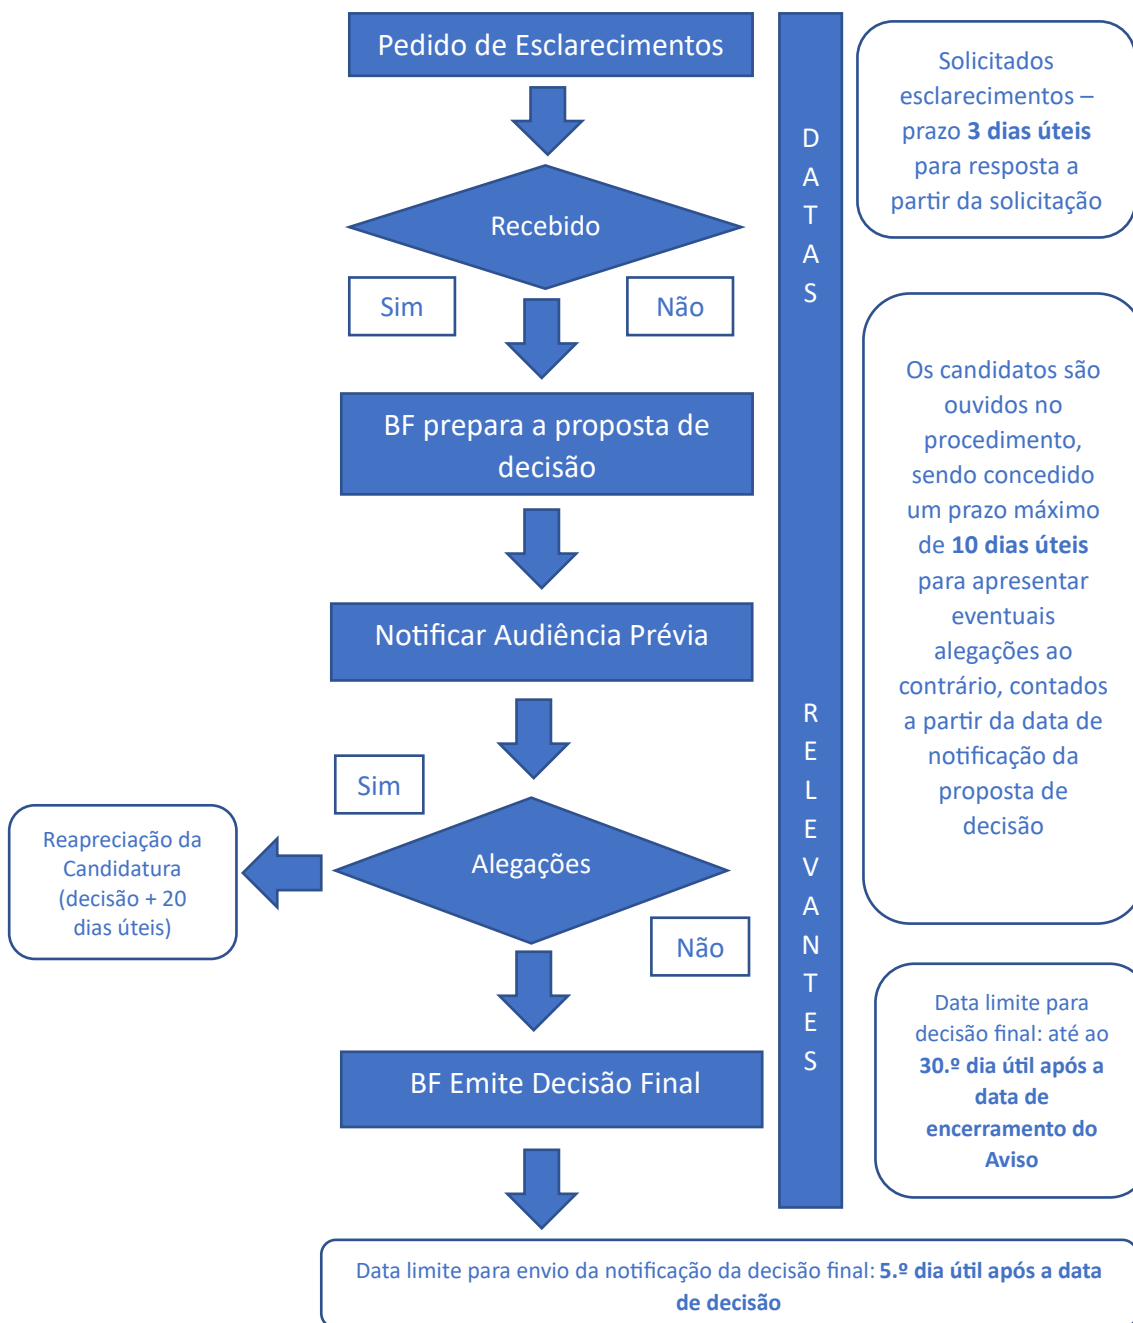 Pedido de Esclarecimentos
Solicitados
esclarecimentos –
prazo 3 dias úteis
para resposta a
partir da solicitação
D
A
T
A
S
Recebido
Sim
Não
BF prepara a proposta de
decisão
Os candidatos são
ouvidos no
procedimento,
sendo concedido
um prazo máximo
de 10 dias úteis
para apresentar
eventuais
alegações ao
contrário, contados
a partir da data de
notificação da
proposta de
decisão
Notificar Audiência Prévia
R
E
L
E
V
A
N
T
E
S
Sim
Alegações
Reapreciação da
Candidatura
(decisão + 20
dias úteis)
Não
Data limite para
decisão final: até ao
30.º dia útil após a
data de
encerramento do
Aviso
BF Emite Decisão Final
Data limite para envio da notificação da decisão final: 5.º dia útil após a data
de decisão